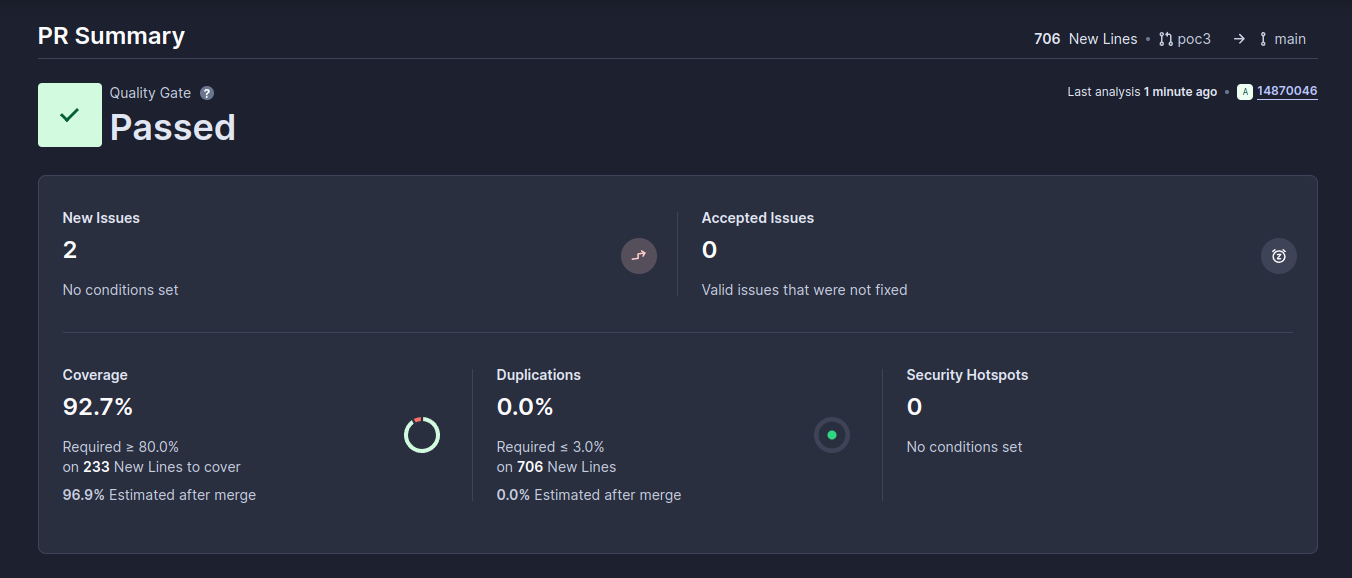 PR Summary
706 New Lines • poc3 → main
Quality Gate ?
Passed
Last analysis 1 minute ago • A 14870046
New Issues
2
No conditions set
Accepted Issues
0
Valid issues that were not fixed
Coverage
92.7%
Required ≥ 80.0%
on 233 New Lines to cover
96.9% Estimated after merge
Duplications
0.0%
Required ≤ 3.0%
on 706 New Lines
0.0% Estimated after merge
Security Hotspots
0
No conditions set